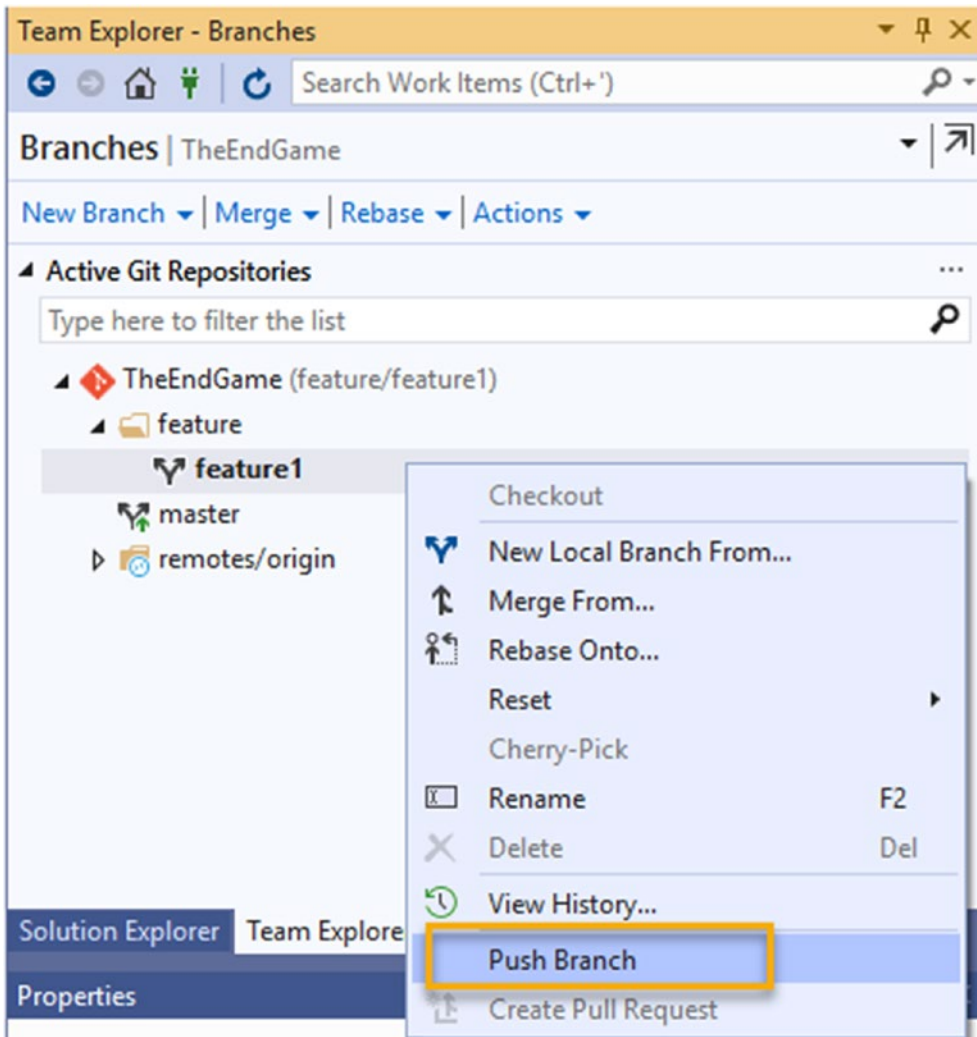 Team Explorer - Branches
Search Work Items (Ctrl+')
Branches | TheEndGame
New Branch | Merge | Rebase | Actions
Active Git Repositories
...
Type here to filter the list
TheEndGame (feature/feature1)
feature
feature1
master
remotes/origin
Checkout
New Local Branch From...
Merge From...
Rebase Onto...
Reset
Cherry-Pick
Rename F2
Delete Del
View History...
Push Branch
Create Pull Request
Solution Explorer Team Explore
Properties